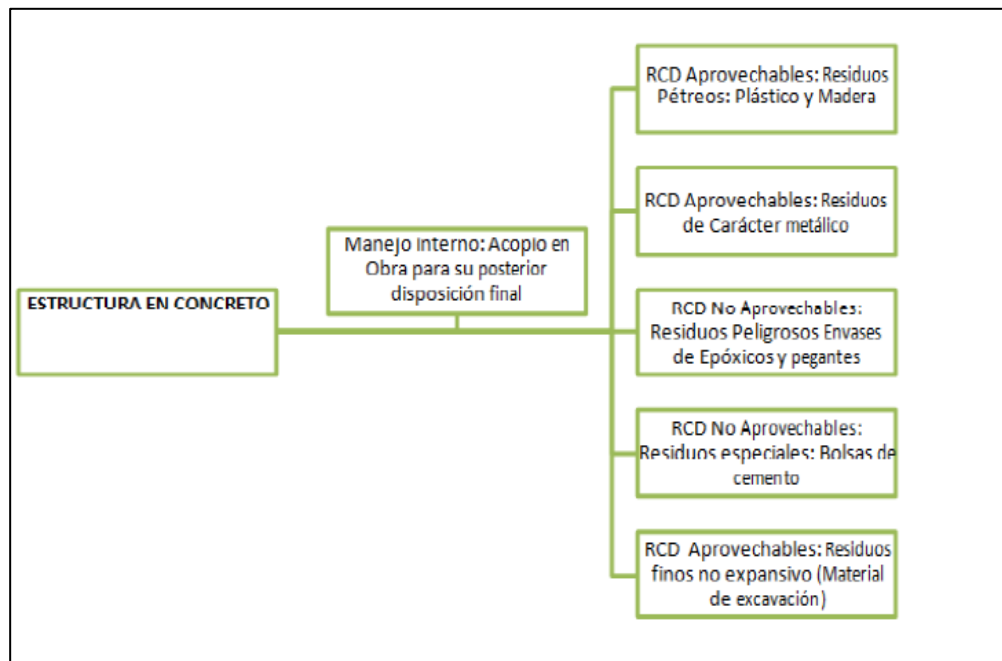 ESTRUCTURA EN CONCRETO
Manejo Interno: Acopio en
Obra para su posterior
disposición final
RCD Aprovechables: Residuos
Pétreos: Plástico y Madera
RCD Aprovechables: Residuos
de Carácter metálico
RCD No Aprovechables:
Residuos Peligrosos Envases
de Epóxicos y pegantes
RCD No Aprovechables:
Residuos especiales: Bolsas de
cemento
RCD Aprovechables: Residuos
finos no expansivo (Material
de excavación)